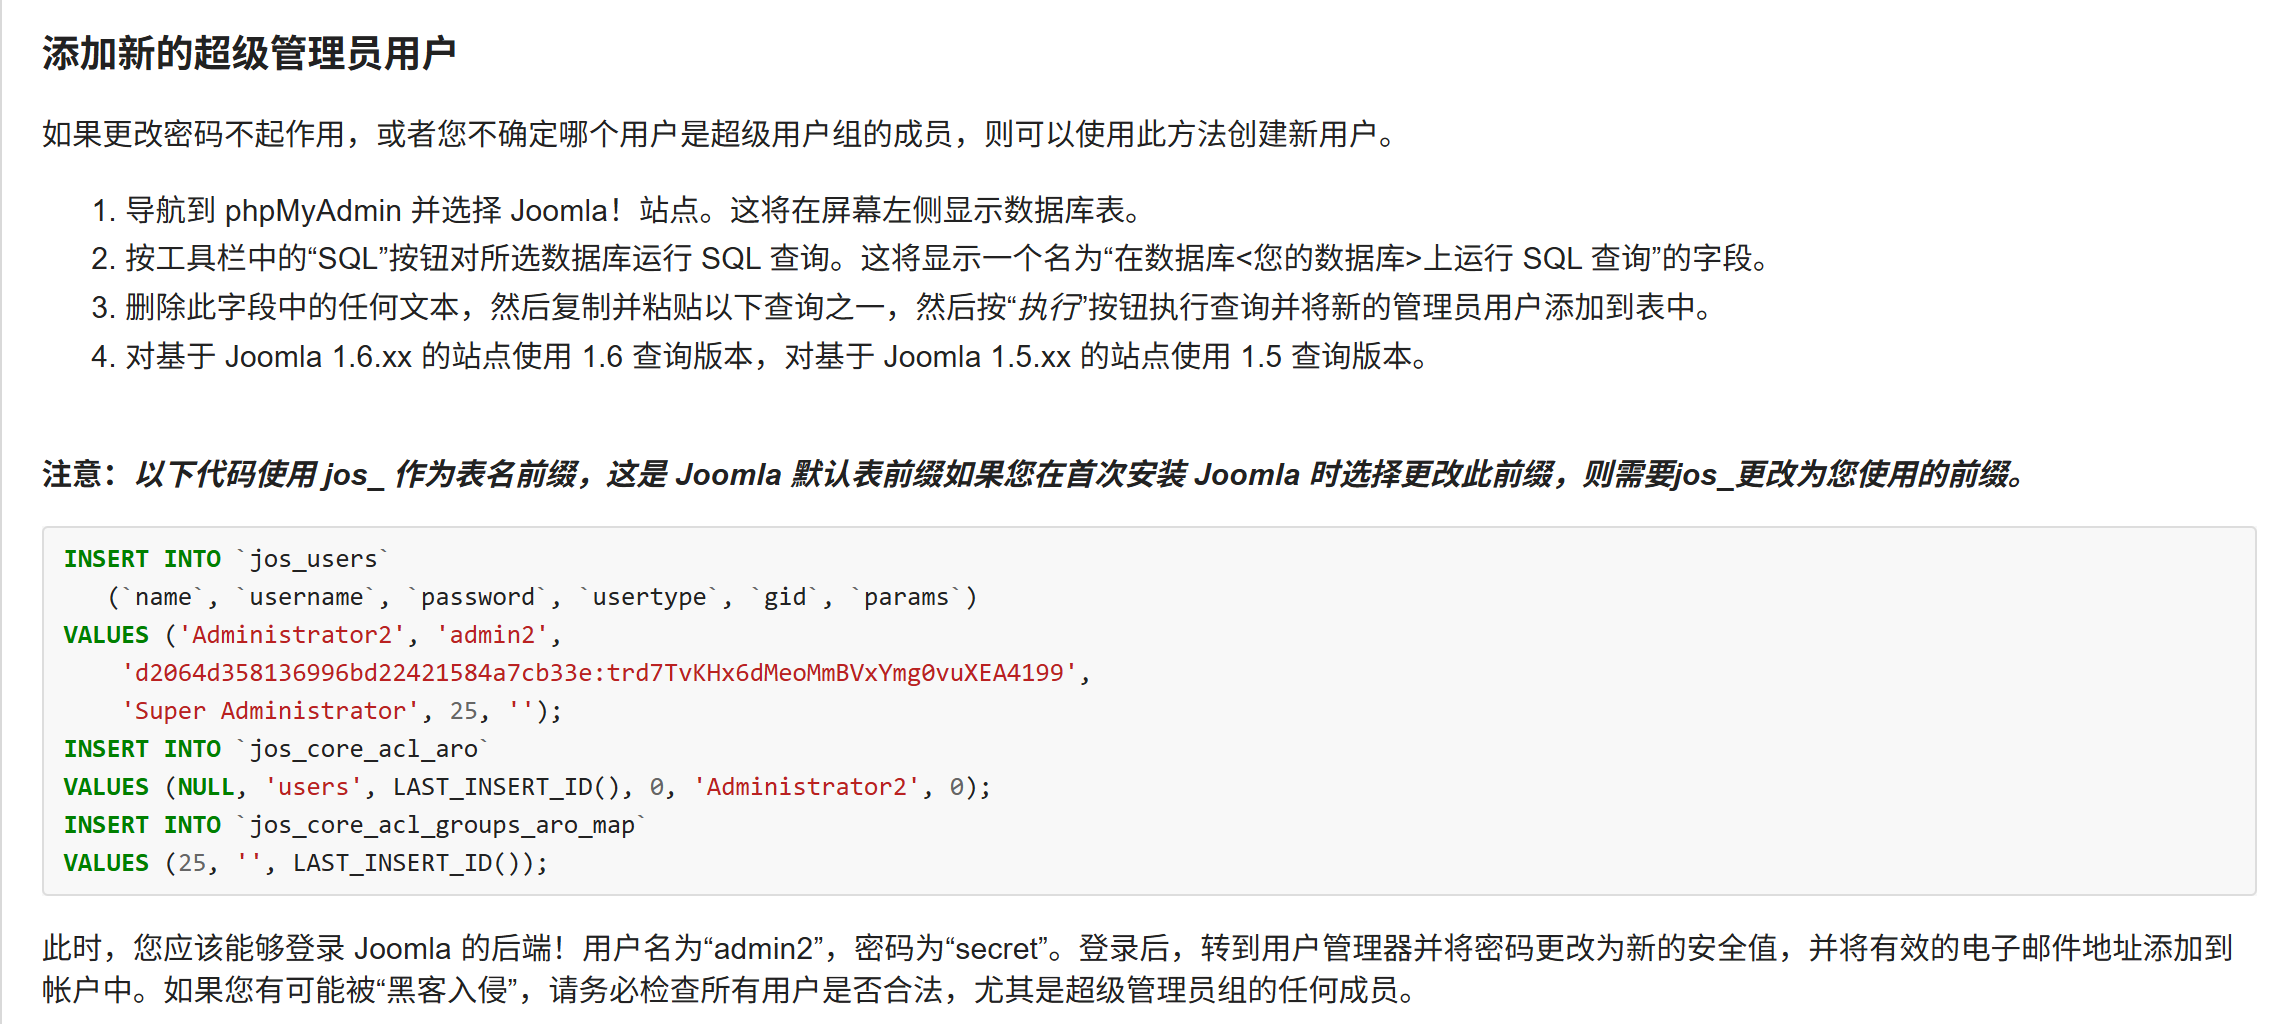 添加新的超级管理员用户
如果更改密码不起作用，或者您不确定哪个用户是超级用户组的成员，则可以使用此方法创建新用户。
1. 导航到 phpMyAdmin 并选择 Joomla！站点。这将在屏幕左侧显示数据库表。
2. 按工具栏中的“SQL”按钮对所选数据库运行 SQL 查询。这将显示一个名为“在数据库<您的数据库>上运行 SQL 查询”的字段。
3. 删除此字段中的任何文本，然后复制并粘贴以下查询之一，然后按“执行”按钮执行查询并将新的管理员用户添加到表中。
4. 对基于 Joomla 1.6.xx 的站点使用 1.6 查询版本，对基于 Joomla 1.5.xx 的站点使用 1.5 查询版本。
注意：以下代码使用 jos_ 作为表名前缀，这是 Joomla 默认表前缀如果您在首次安装 Joomla 时选择更改此前缀，则需要jos_更改为您使用的前缀。
INSERT INTO `jos_users`
   (`name`, `username`, `password`, `usertype`, `gid`, `params`)
VALUES ('Administrator2', 'admin2',
    'd2064d358136996bd22421584a7cb33e:trd7TvKHx6dMeoMmBVxYmg0vuXEA4199',
    'Super Administrator', 25, '');
INSERT INTO `jos_core_acl_aro`
VALUES (NULL, 'users', LAST_INSERT_ID(), 0, 'Administrator2', 0);
INSERT INTO `jos_core_acl_groups_aro_map`
VALUES (25, '', LAST_INSERT_ID());
此时，您应该能够登录 Joomla 的后端！用户名为“admin2”，密码为“secret”。登录后，转到用户管理器并将密码更改为新的安全值，并将有效的电子邮件地址添加到
帐户中。如果您有可能被“黑客入侵”，请务必检查所有用户是否合法，尤其是超级管理员组的任何成员。